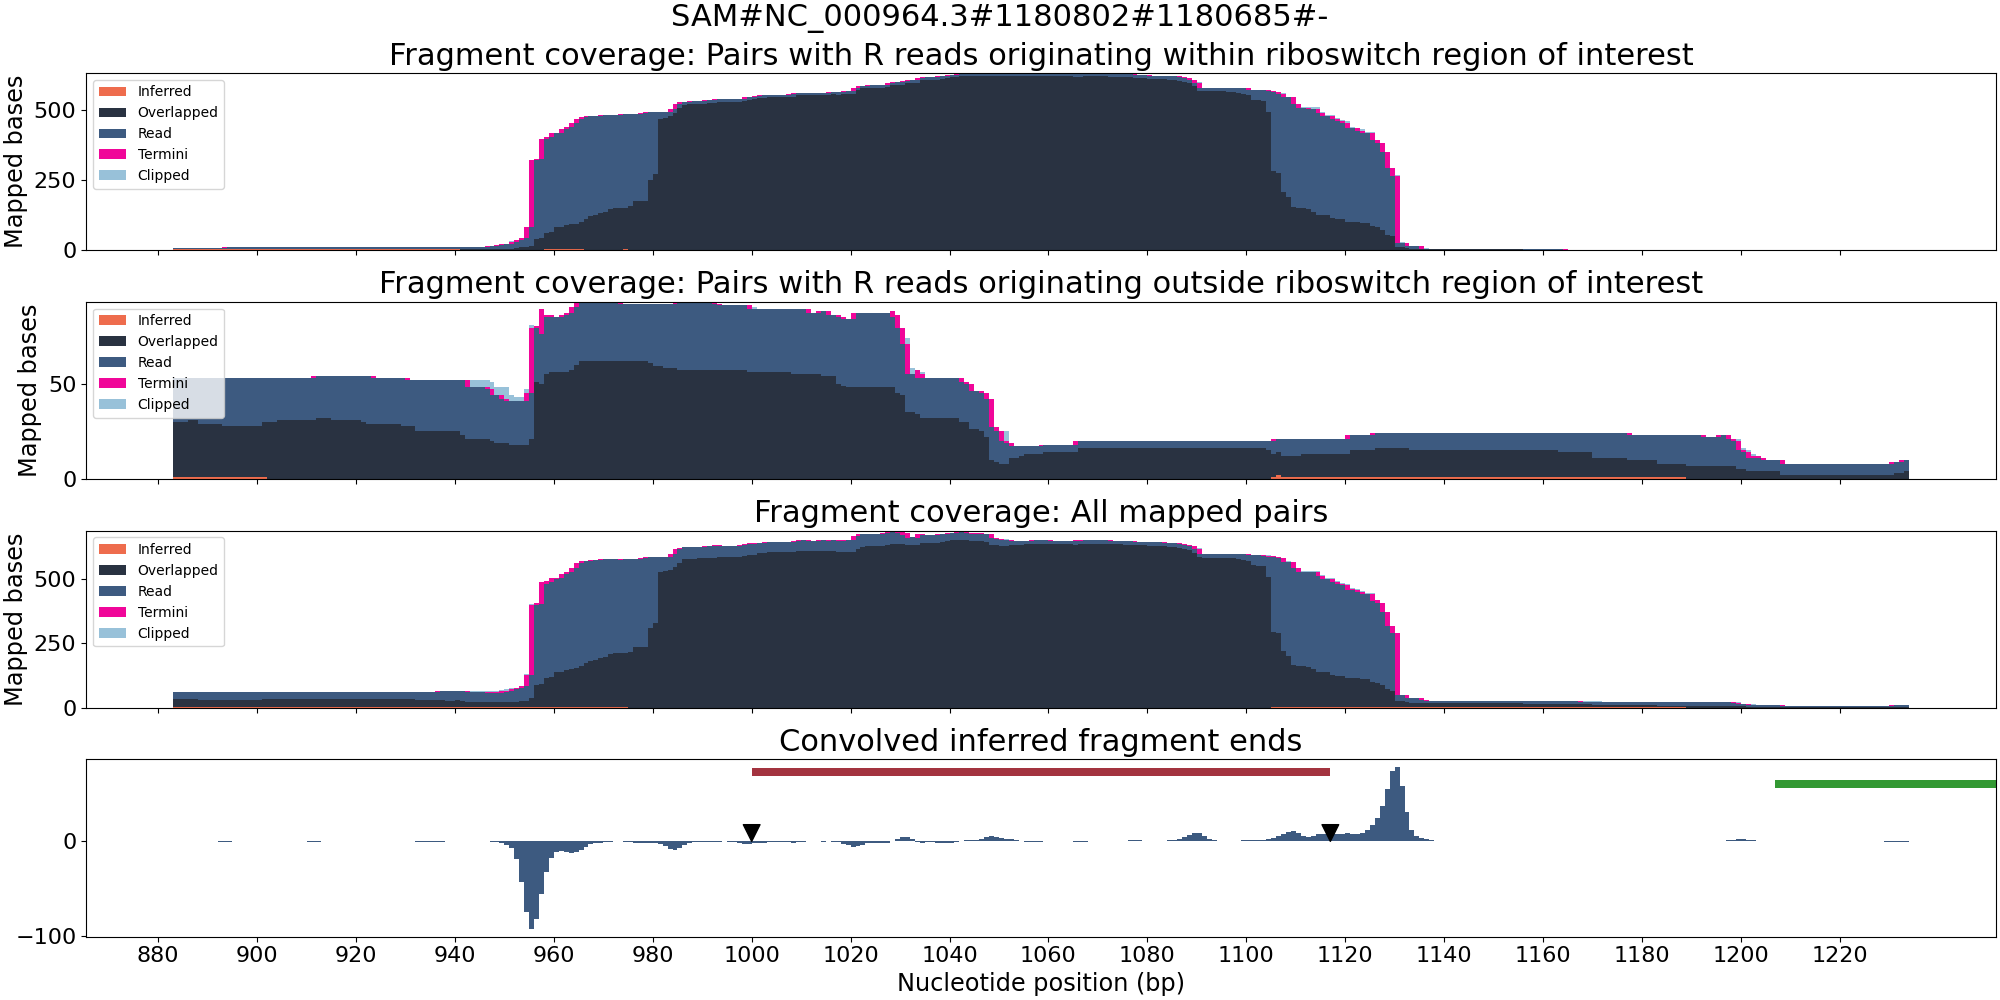 SAM#NC_000964.3#1180802#1180685#-
Fragment coverage: Pairs with R reads originating within riboswitch region of interest
Mapped bases
500
250
0
Inferred
Overlapped
Read
Termini
Clipped
Fragment coverage: Pairs with R reads originating outside riboswitch region of interest
Mapped bases
50
0
Inferred
Overlapped
Read
Termini
Clipped
Fragment coverage: All mapped pairs
Mapped bases
500
250
0
Inferred
Overlapped
Read
Termini
Clipped
Convolved inferred fragment ends
0
−100
880 900 920 940 960 980 1000 1020 1040 1060 1080 1100 1120 1140 1160 1180 1200 1220
Nucleotide position (bp)